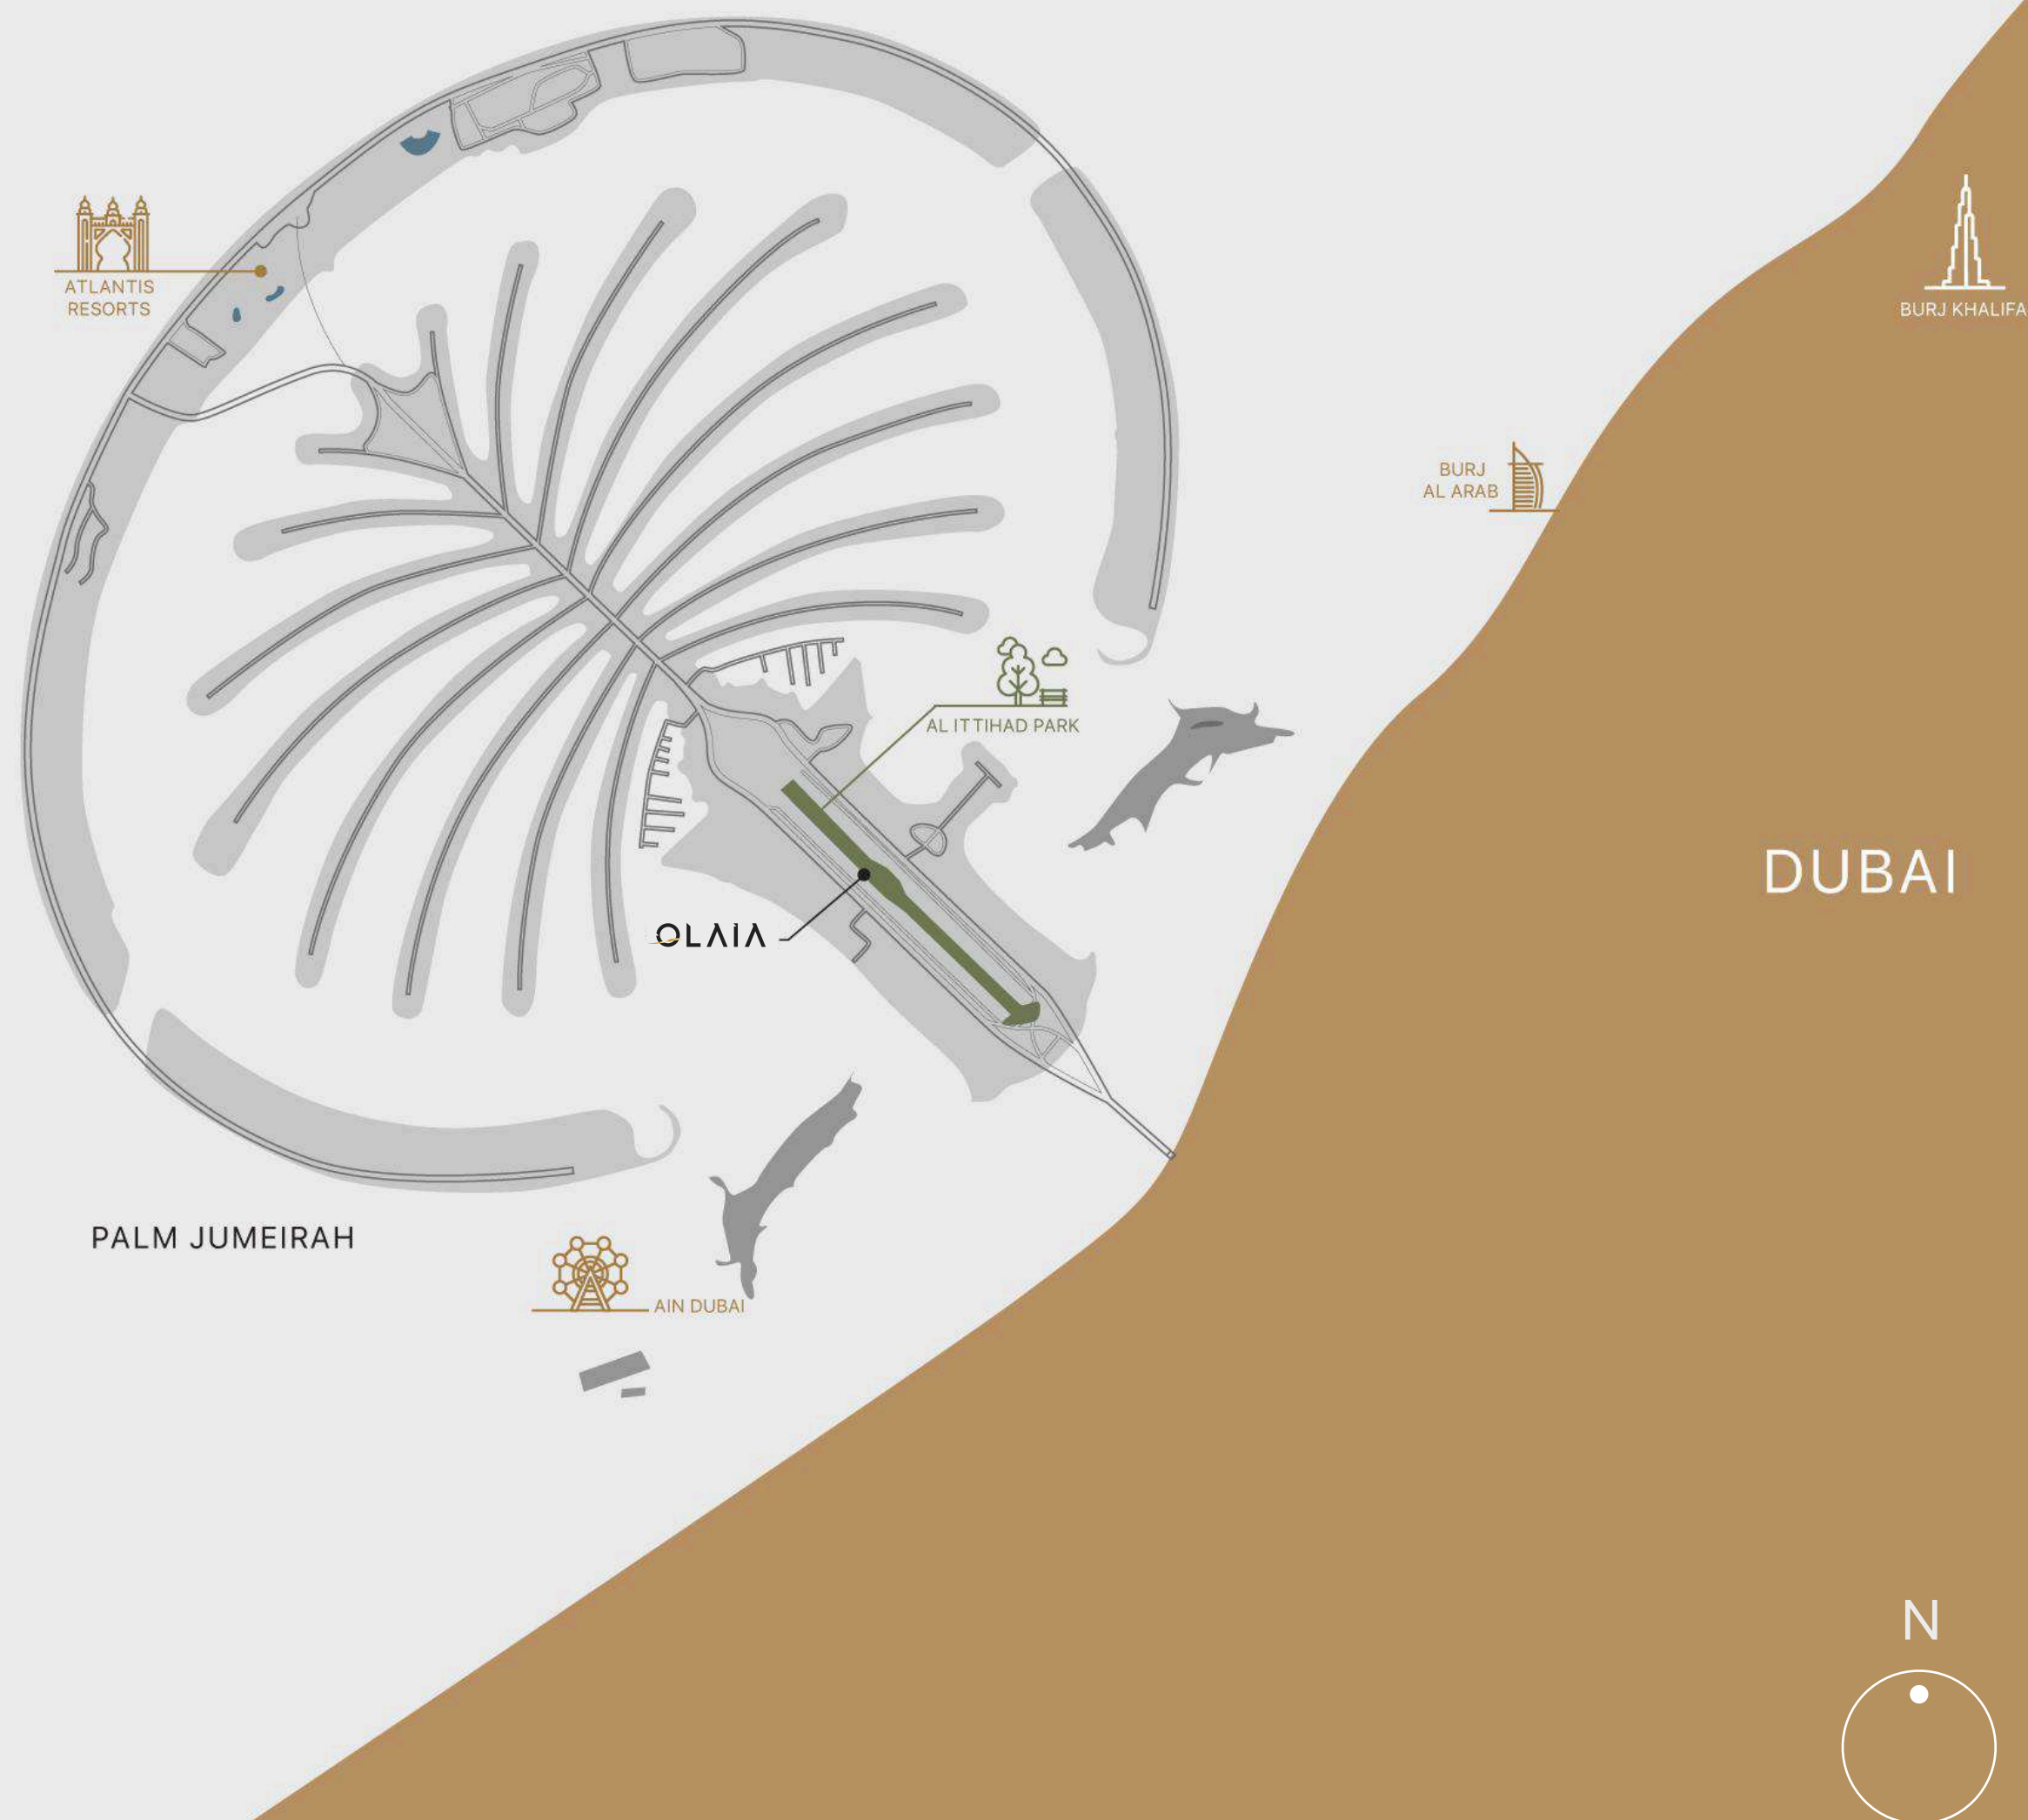 ATLANTIS
RESORTS
BURJ KHALIFA
BURJ
AL ARAB
AL ITTIHAD PARK
DUBAI
OLAIA
PALM JUMEIRAH
AIN DUBAI
N